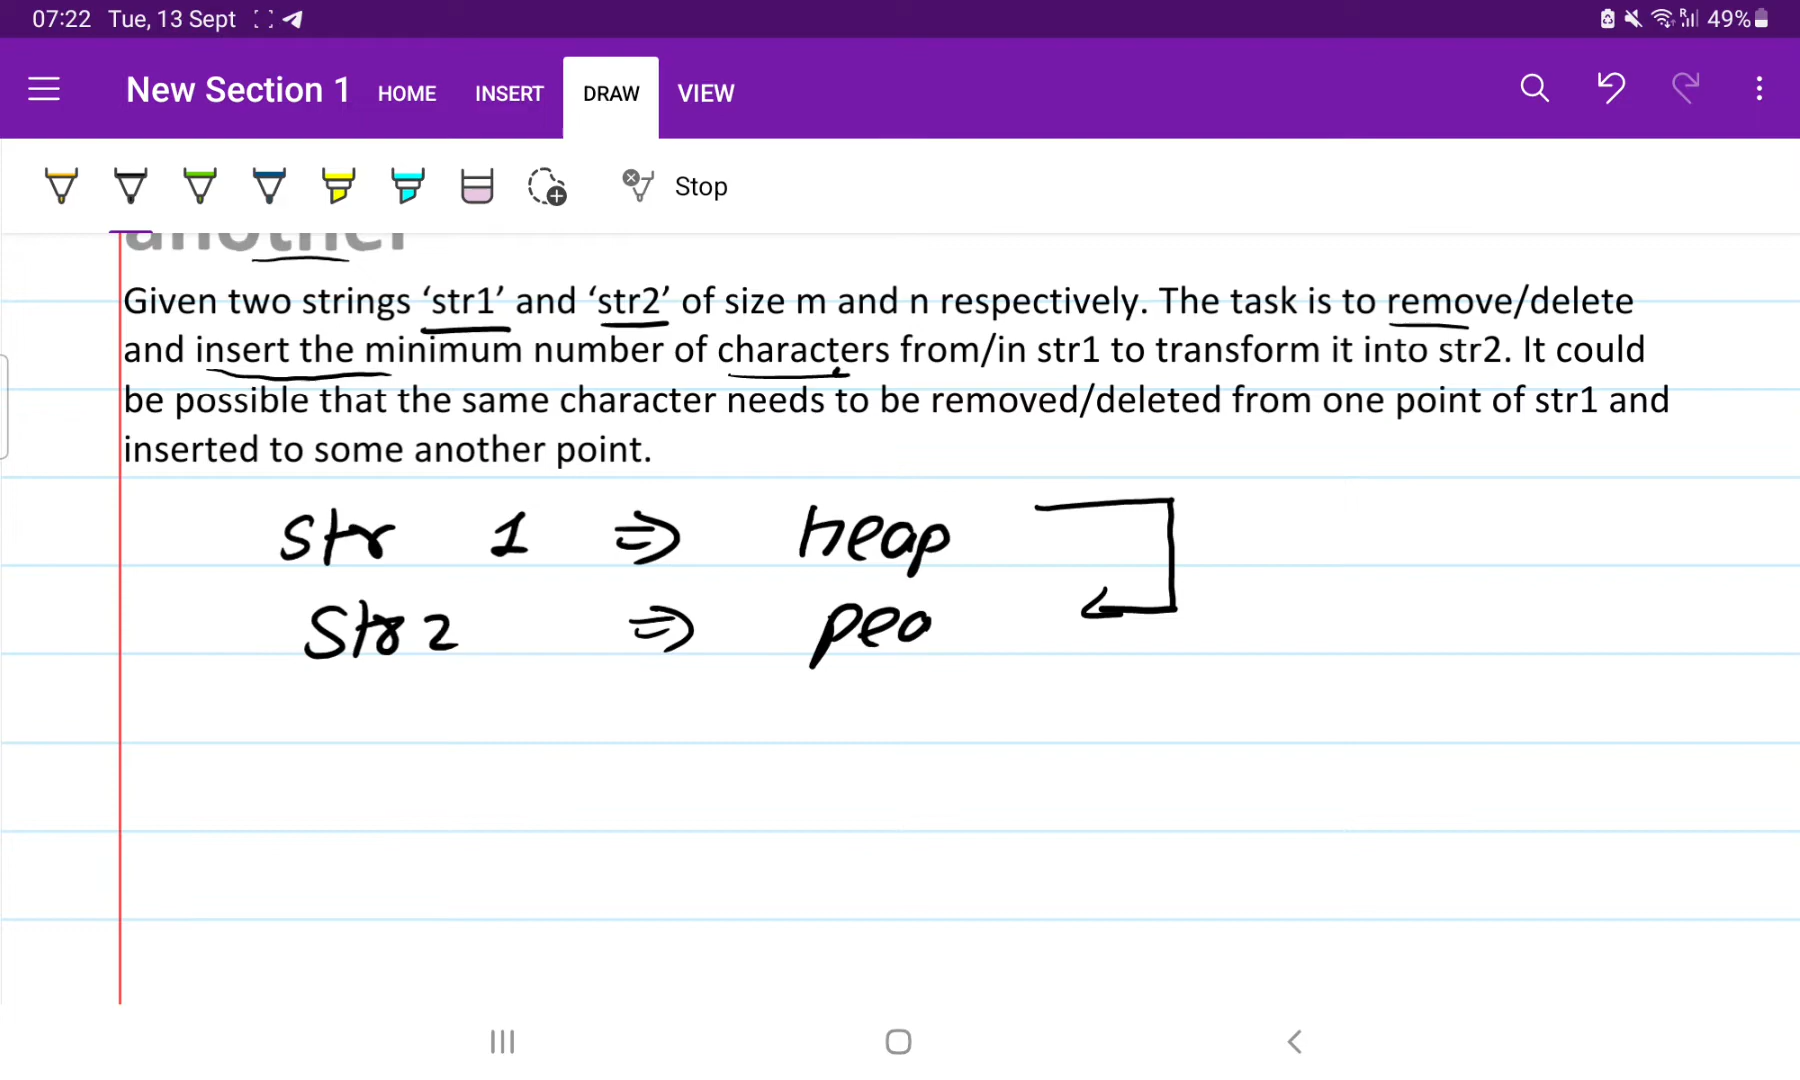 07:22 Tue, 13 Sept 49%
New Section 1 HOME INSERT DRAW VIEW
Stop
another
Given two strings ‘str1’ and ‘str2’ of size m and n respectively. The task is to remove/delete
and insert the minimum number of characters from/in str1 to transform it into str2. It could
be possible that the same character needs to be removed/deleted from one point of str1 and
inserted to some another point.
str 1 ⇒ heap
str2 ⇒ pea